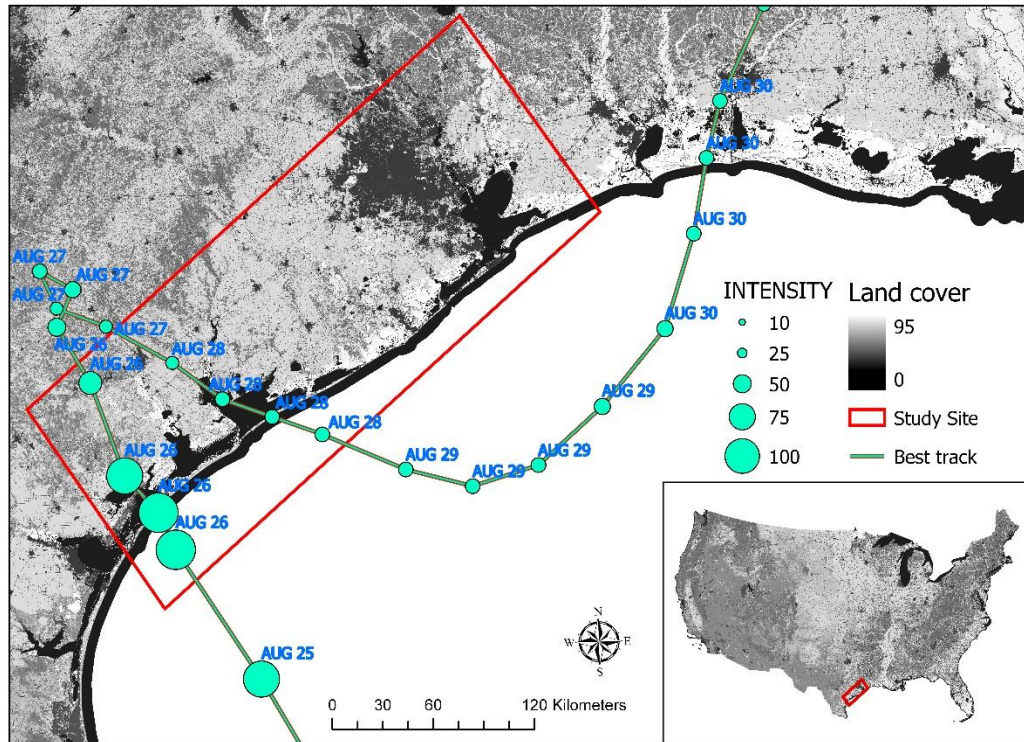 AUG 30
AUG 30
AUG 30
AUG 27
AUG 27
AUG 27
AUG 27
AUG 26
AUG 28
AUG 30
AUG 28
AUG 28
AUG 29
AUG 28
AUG 29
AUG 29
AUG 29
AUG 26
AUG 26
AUG 26
AUG 25
INTENSITY
10
25
50
75
100
Land cover
95
0
Study Site
Best track
N
W E
S
0 30 60 120 Kilometers